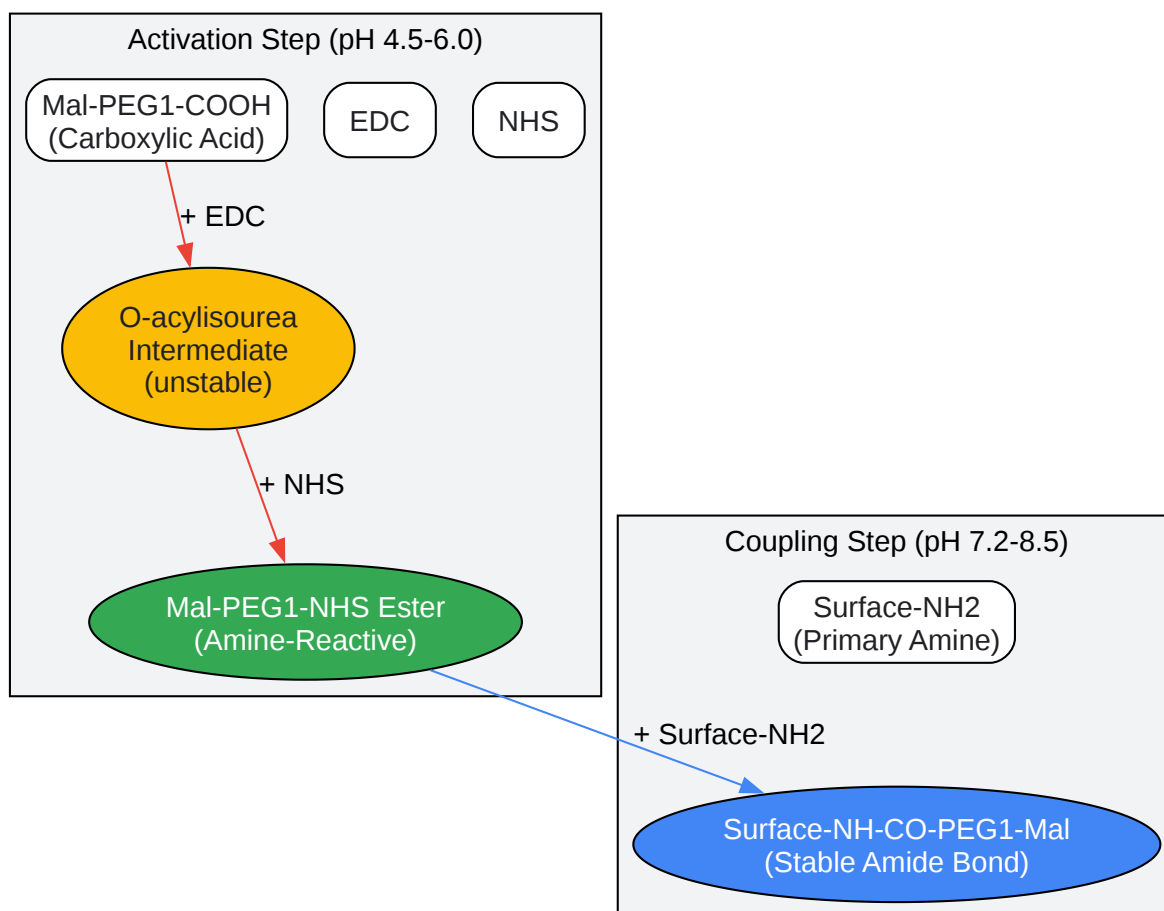 Activation Step (pH 4.5-6.0)
Mal-PEG1-COOH
(Carboxylic Acid)
EDC
NHS
+ EDC
O-acylisourea
Intermediate
(unstable)
+ NHS
Mal-PEG1-NHS Ester
(Amine-Reactive)
Coupling Step (pH 7.2-8.5)
Surface-NH2
(Primary Amine)
+ Surface-NH2
Surface-NH-CO-PEG1-Mal
(Stable Amide Bond)